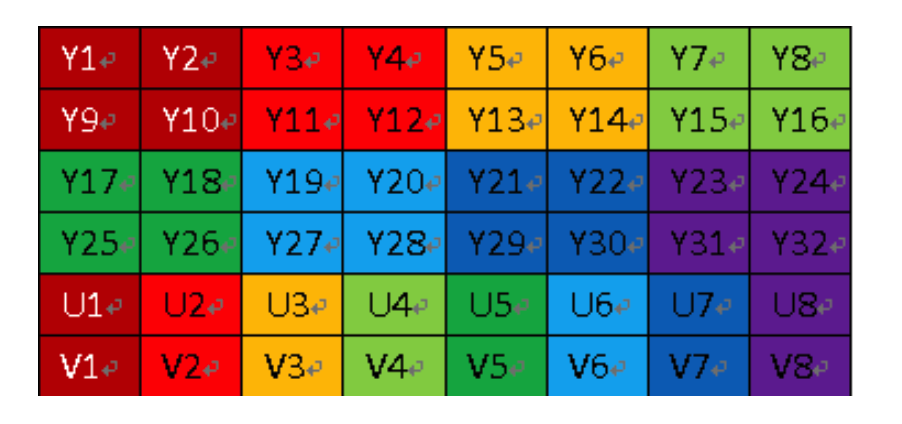 Y1 Y2 Y3 Y4 Y5 Y6 Y7 Y8
Y9 Y10 Y11 Y12 Y13 Y14 Y15 Y16
Y17 Y18 Y19 Y20 Y21 Y22 Y23 Y24
Y25 Y26 Y27 Y28 Y29 Y30 Y31 Y32
U1 U2 U3 U4 U5 U6 U7 U8
V1 V2 V3 V4 V5 V6 V7 V8